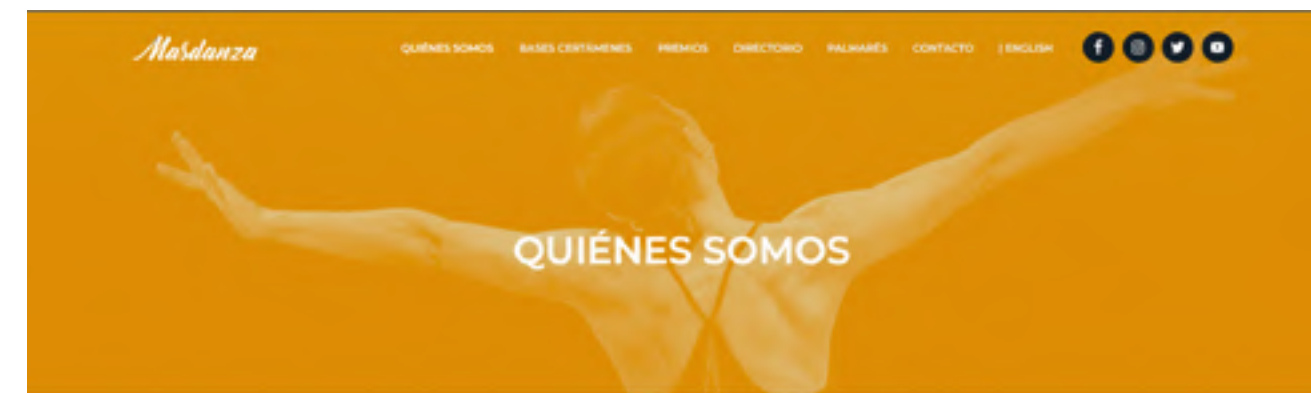 Masdanza
QUIÉNES SOMOS BASES CERTÁMENES PREMIOS DIRECTORIO PALMARÉS CONTACTO | ENGLISH
QUIÉNES SOMOS